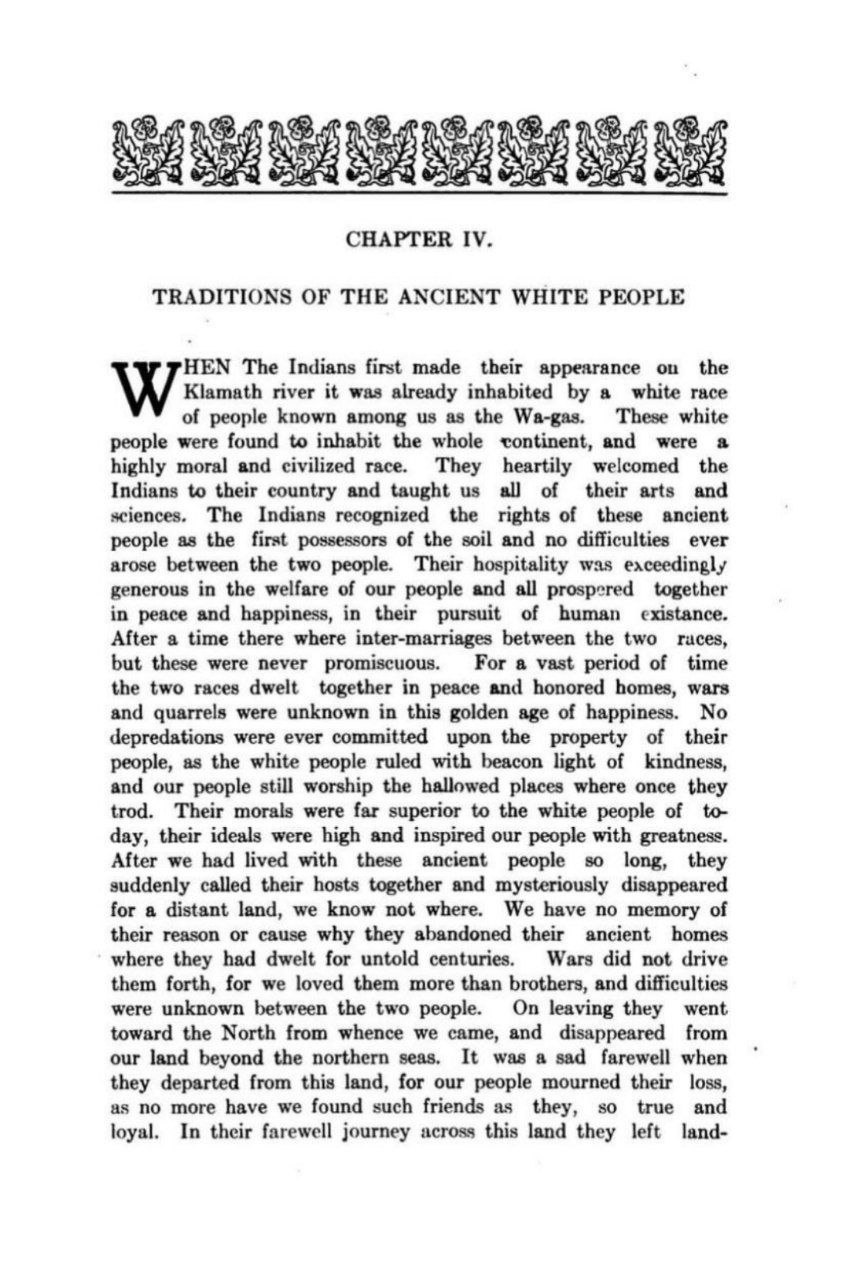 CHAPTER IV.
TRADITIONS OF THE ANCIENT WHITE PEOPLE
WHEN The Indians first made their appearance on the
Klamath river it was already inhabited by a white race
of people known among us as the Wa-gas. These white
people were found to inhabit the whole continent, and were a
highly moral and civilized race. They heartily welcomed the
Indians to their country and taught us all of their arts and
sciences. The Indians recognized the rights of these ancient
people as the first possessors of the soil and no difficulties ever
arose between the two people. Their hospitality was exceedingly
generous in the welfare of our people and all prospered together
in peace and happiness, in their pursuit of human existance.
After a time there where inter-marriages between the two races,
but these were never promiscuous. For a vast period of time
the two races dwelt together in peace and honored homes, wars
and quarrels were unknown in this golden age of happiness. No
depredations were ever committed upon the property of their
people, as the white people ruled with beacon light of kindness,
and our people still worship the hallowed places where once they
trod. Their morals were far superior to the white people of to-
day, their ideals were high and inspired our people with greatness.
After we had lived with these ancient people so long, they
suddenly called their hosts together and mysteriously disappeared
for a distant land, we know not where. We have no memory of
their reason or cause why they abandoned their ancient homes
where they had dwelt for untold centuries. Wars did not drive
them forth, for we loved them more than brothers, and difficulties
were unknown between the two people. On leaving they went
toward the North from whence we came, and disappeared from
our land beyond the northern seas. It was a sad farewell when
they departed from this land, for our people mourned their loss,
as no more have we found such friends as they, so true and
loyal. In their farewell journey across this land they left land-